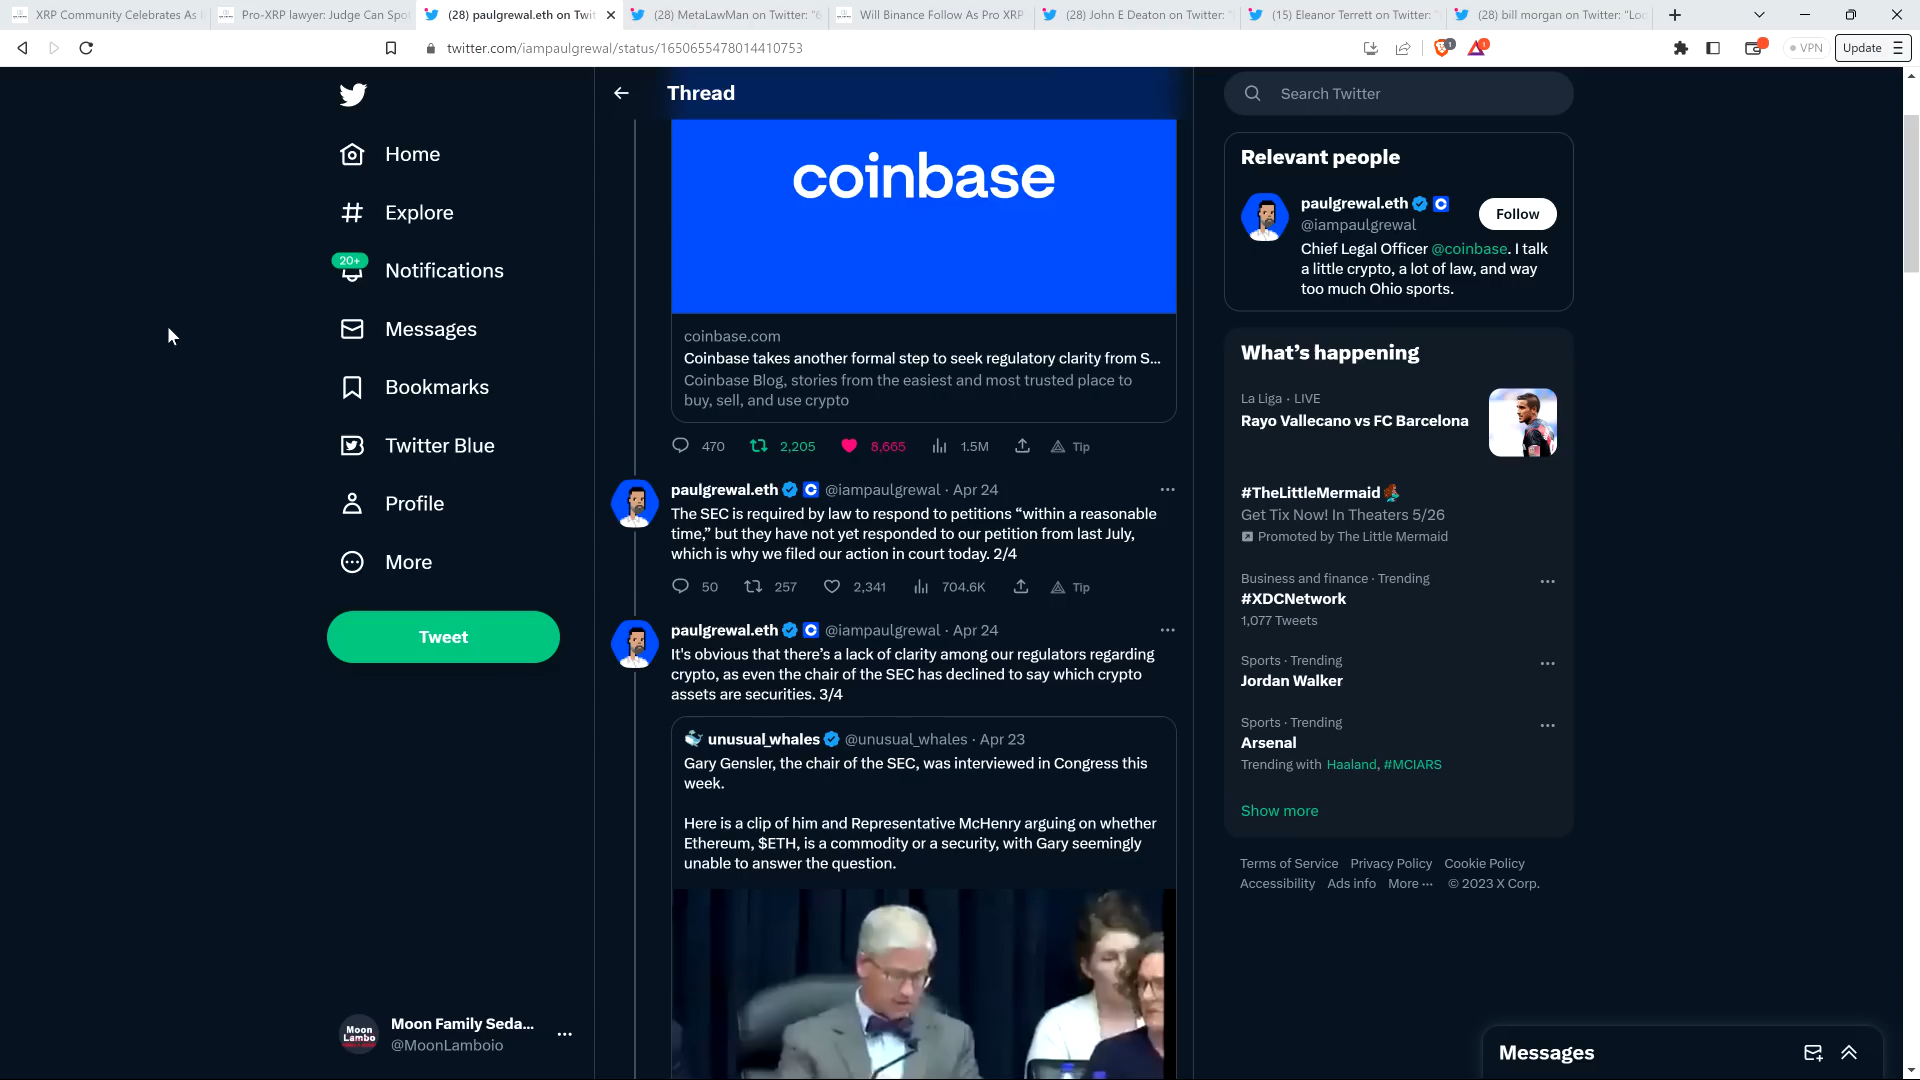 XRP Community Celebrates As
Pro-XRP lawyer: Judge Can Spot
(28) paulgrewal.eth on Twit
(28) MetaLawMan on Twitter: "6
Will Binance Follow As Pro XRP
(28) John E Deaton on Twitter: "
(15) Eleanor Terrett on Twitter: "
(28) bill morgan on Twitter: "Loo
twitter.com/iampaulgrewal/status/1650655478014410753
1
1
VPN
Update
Home
Explore
20+
Notifications
Messages
Bookmarks
Twitter Blue
Profile
More
Tweet
Moon Lambo
Moon Family Seda...
@MoonLamboio
Thread
coinbase
coinbase.com
Coinbase takes another formal step to seek regulatory clarity from S...
Coinbase Blog, stories from the easiest and most trusted place to
buy, sell, and use crypto
470 2,205 8,665 1.5M Tip
paulgrewal.eth @iampaulgrewal · Apr 24
The SEC is required by law to respond to petitions “within a reasonable
time,” but they have not yet responded to our petition from last July,
which is why we filed our action in court today. 2/4
50 257 2,341 704.6K Tip
paulgrewal.eth @iampaulgrewal · Apr 24
It's obvious that there’s a lack of clarity among our regulators regarding
crypto, as even the chair of the SEC has declined to say which crypto
assets are securities. 3/4
unusual_whales @unusual_whales · Apr 23
Gary Gensler, the chair of the SEC, was interviewed in Congress this
week.
Here is a clip of him and Representative McHenry arguing on whether
Ethereum, $ETH, is a commodity or a security, with Gary seemingly
unable to answer the question.
Search Twitter
Relevant people
paulgrewal.eth
@iampaulgrewal
Follow
Chief Legal Officer @coinbase. I talk
a little crypto, a lot of law, and way
too much Ohio sports.
What’s happening
La Liga · LIVE
Rayo Vallecano vs FC Barcelona
#TheLittleMermaid
Get Tix Now! In Theaters 5/26
Promoted by The Little Mermaid
Business and finance · Trending
#XDCNetwork
1,077 Tweets
Sports · Trending
Jordan Walker
Sports · Trending
Arsenal
Trending with Haaland, #MCIARS
Show more
Terms of Service Privacy Policy Cookie Policy
Accessibility Ads info More ··· © 2023 X Corp.
Messages